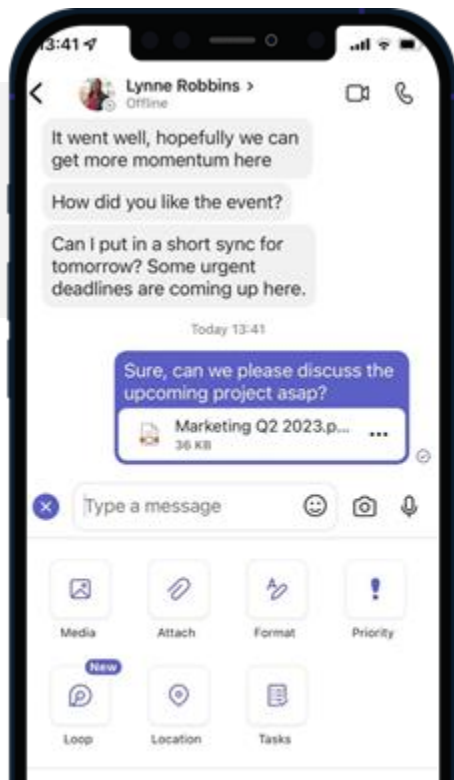 13:41
Lynne Robbins >
Offline
It went well, hopefully we can
get more momentum here
How did you like the event?
Can I put in a short sync for
tomorrow? Some urgent
deadlines are coming up here.
Today 13:41
Sure, can we please discuss the
upcoming project asap?
Marketing Q2 2023.p...
36 KB
Type a message
Media Attach Format Priority
New
Loop Location Tasks